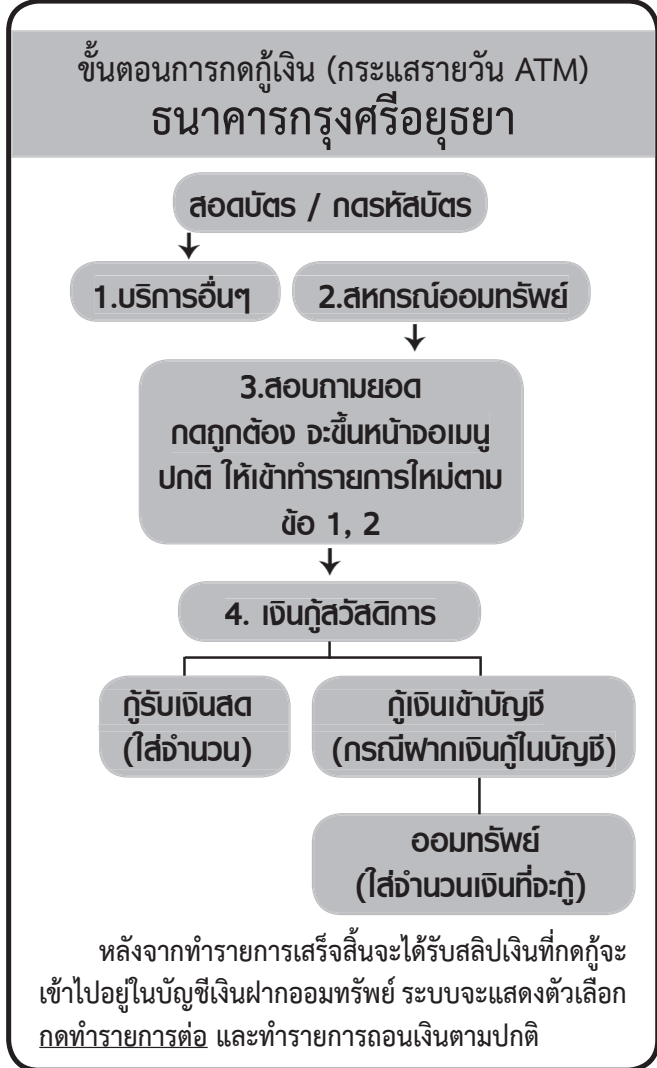 ขั้นตอนการกดกู้เงิน (กระแสรายวัน ATM)
ธนาคารกรุงศรีอยุธยา
สอดบัตร / กดรหัสบัตร
1.บริการอื่นๆ
2.สหกรณ์ออมทรัพย์
3.สอบถามยอด
กดถูกต้อง จะขึ้นหน้าจอเมนู
ปกติ ให้เข้าทำรายการใหม่ตาม
ข้อ 1, 2
4. เงินกู้สวัสดิการ
กู้รับเงินสด
(ใส่จำนวน)
กู้เงินเข้าบัญชี
(กรณีฝากเงินกู้ในบัญชี)
ออมทรัพย์
(ใส่จำนวนเงินที่จะกู้)
หลังจากทำรายการเสร็จสิ้นจะได้รับสลิปเงินที่กดกู้จะ
เข้าไปอยู่ในบัญชีเงินฝากออมทรัพย์ ระบบจะแสดงตัวเลือก
กดทำรายการต่อ และทำรายการถอนเงินตามปกติ